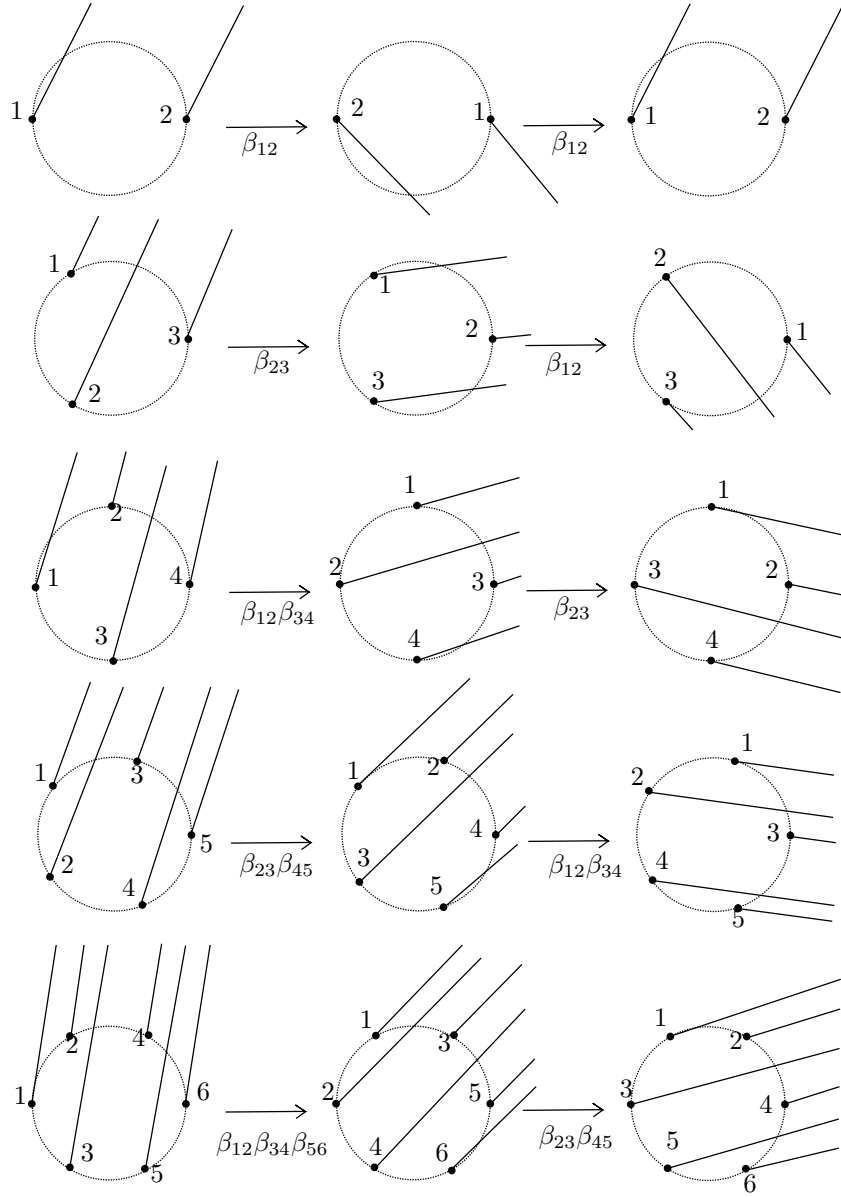 1 2 2 1 1 2
β₁₂ β₁₂
1 2 3 1 2 3 2 1 3
β₂₃ β₁₂
1 2 3 4 1 2 3 4 1 2 3 4
β₁₂β₃₄ β₂₃
1 2 3 4 5 1 2 3 4 5 1 2 3 4 5
β₂₃β₄₅ β₁₂β₃₄
1 2 3 4 5 6 1 2 3 4 5 6 1 2 3 4 5 6
β₁₂β₃₄β₅₆ β₂₃β₄₅